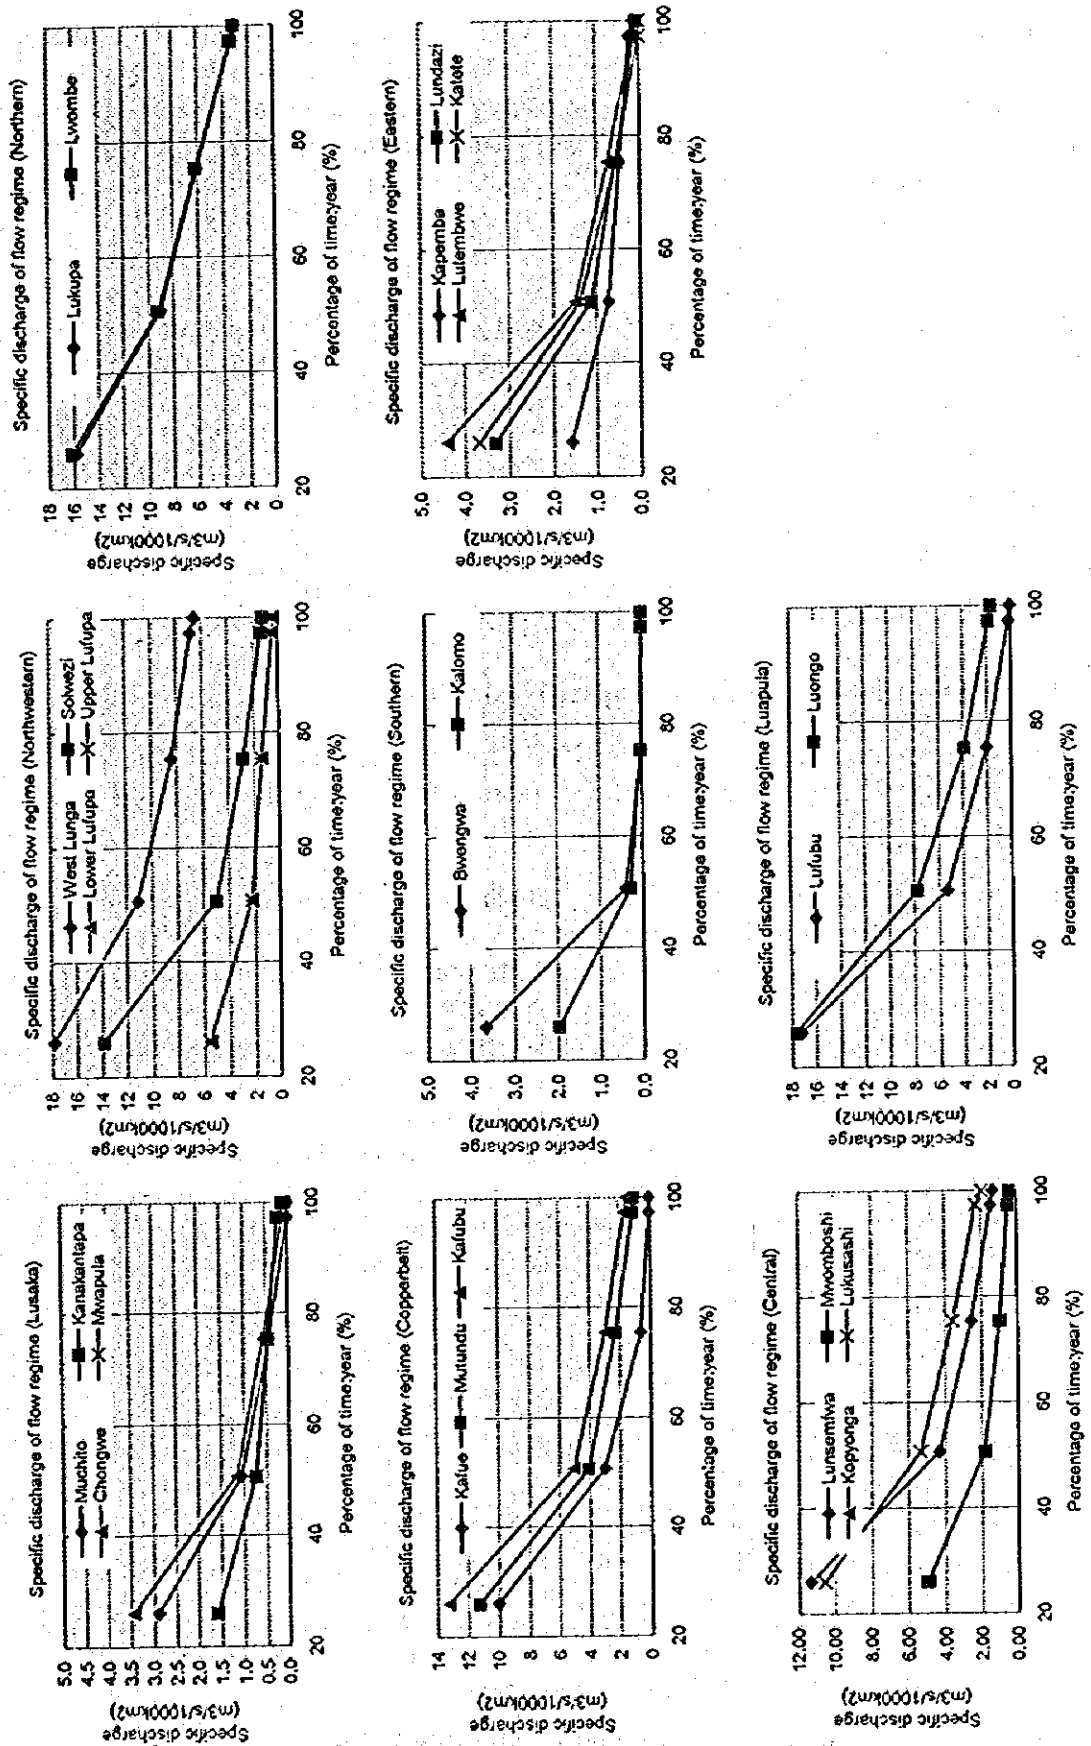 Specific discharge of flow regime (Lusaka)
Muchito
Kanakantapa
Chongwe
Mwapula
5.0
4.5
4.0
3.5
3.0
2.5
2.0
1.5
1.0
0.5
0.0
Specific discharge
(m3/s/1000km2)
20
40
60
80
100
Percentage of time:year (%)
Specific discharge of flow regime (Northwestern)
West Lunga
Solwezi
Lower Lufupa
Upper Lufupa
18
16
14
12
10
8
6
4
2
0
Specific discharge
(m3/s/1000km2)
20
40
60
80
100
Percentage of time:year (%)
Specific discharge of flow regime (Northern)
Lukupa
Lwombe
18
16
14
12
10
8
6
4
2
0
Specific discharge
(m3/s/1000km2)
20
40
60
80
100
Percentage of time:year (%)
Specific discharge of flow regime (Copperbelt)
Kafue
Mutundu
Kafubu
14
12
10
8
6
4
2
0
Specific discharge
(m3/s/1000km2)
20
40
60
80
100
Percentage of time:year (%)
Specific discharge of flow regime (Southern)
Bwengwa
Kalomo
5.0
4.0
3.0
2.0
1.0
0.0
Specific discharge
(m3/s/1000km2)
20
40
60
80
100
Percentage of time:year (%)
Specific discharge of flow regime (Eastern)
Kapemba
Lundazi
Lutembwe
Katete
5.0
4.0
3.0
2.0
1.0
0.0
Specific discharge
(m3/s/1000km2)
20
40
60
80
100
Percentage of time:year (%)
Specific discharge of flow regime (Central)
Lunsemfwa
Mwomboshi
Kapyonga
Lukusashi
12.00
10.00
8.00
6.00
4.00
2.00
0.00
Specific discharge
(m3/s/1000km2)
20
40
60
80
100
Percentage of time:year (%)
Specific discharge of flow regime (Luapula)
Lufubu
Luongo
18
16
14
12
10
8
6
4
2
0
Specific discharge
(m3/s/1000km2)
20
40
60
80
100
Percentage of time:year (%)